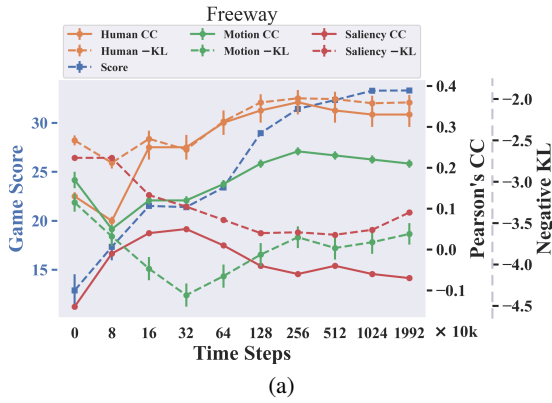 Freeway
Human CC Motion CC Saliency CC
Human −KL Motion −KL Saliency −KL
Score
Game Score
30
25
20
15
0 8 16 32 64 128 256 512 1024 1992 × 10k
Time Steps
0.4
0.3
0.2
0.1
0.0
−0.1
Pearson's CC
−2.0
−2.5
−3.0
−3.5
−4.0
−4.5
Negative KL
(a)